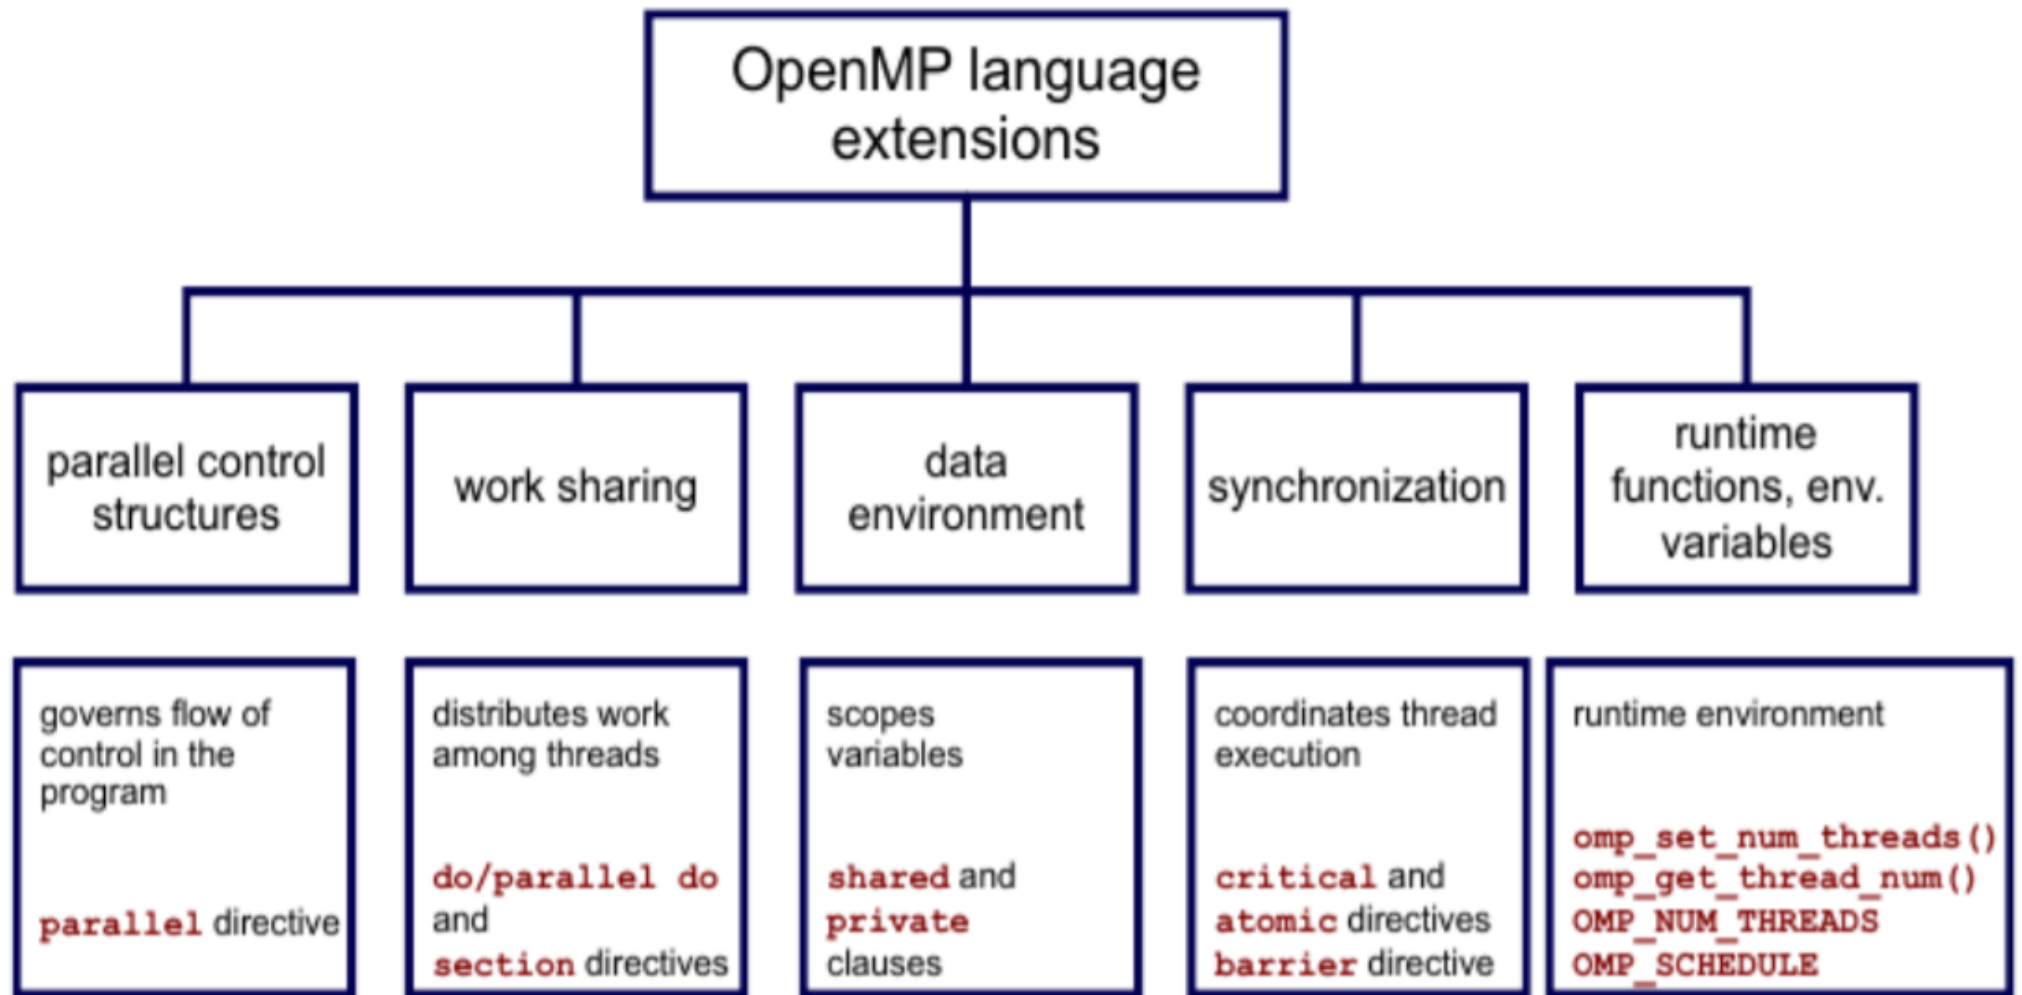 OpenMP language
extensions
parallel control
structures
work sharing
data
environment
synchronization
runtime
functions, env.
variables
governs flow of
control in the
program
parallel directive
distributes work
among threads
do/parallel do
and
section directives
scopes
variables
shared and
private
clauses
coordinates thread
execution
critical and
atomic directives
barrier directive
runtime environment
omp_set_num_threads()
omp_get_thread_num()
OMP_NUM_THREADS
OMP_SCHEDULE